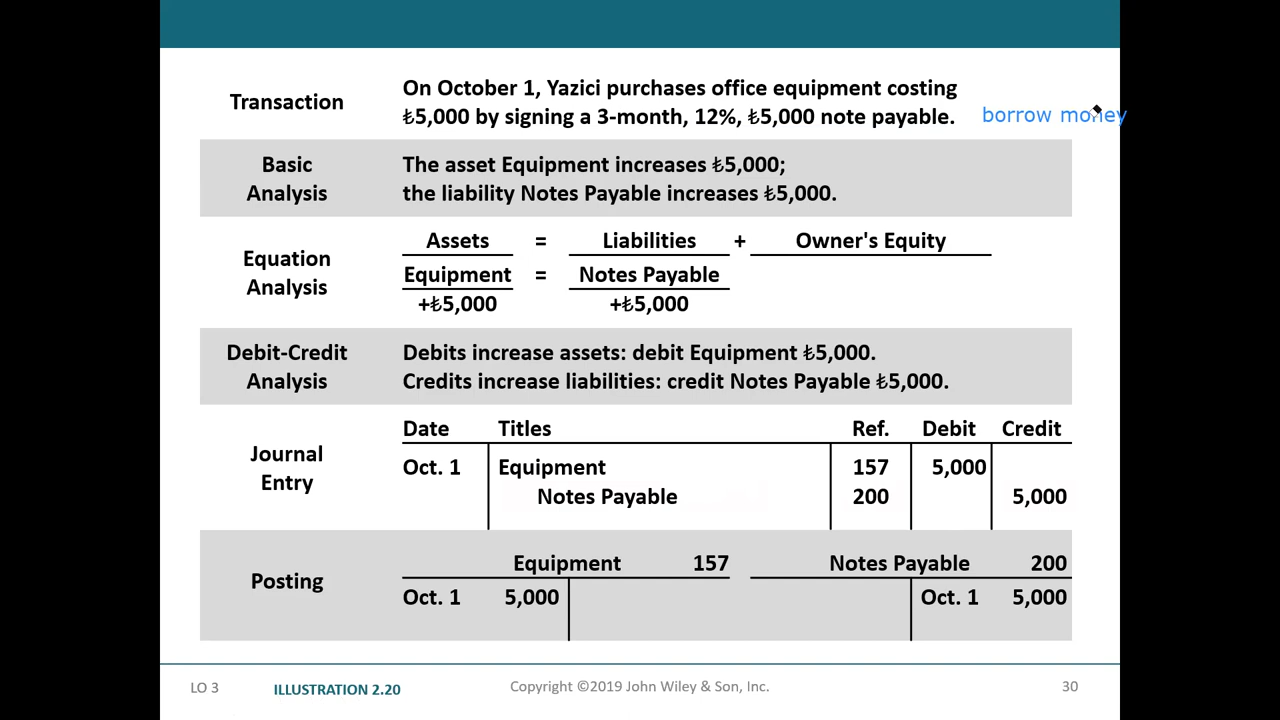 Transaction
On October 1, Yazici purchases office equipment costing
₺5,000 by signing a 3-month, 12%, ₺5,000 note payable.
borrow money
Basic
Analysis
The asset Equipment increases ₺5,000;
the liability Notes Payable increases ₺5,000.
Equation
Analysis
Assets = Liabilities + Owner's Equity
Equipment = Notes Payable
+₺5,000 +₺5,000
Debit-Credit
Analysis
Debits increase assets: debit Equipment ₺5,000.
Credits increase liabilities: credit Notes Payable ₺5,000.
Journal
Entry
Date Titles Ref. Debit Credit
Oct. 1 Equipment 157 5,000
Notes Payable 200 5,000
Posting
Equipment 157 Notes Payable 200
Oct. 1 5,000 Oct. 1 5,000
LO 3 ILLUSTRATION 2.20 Copyright ©2019 John Wiley & Son, Inc. 30